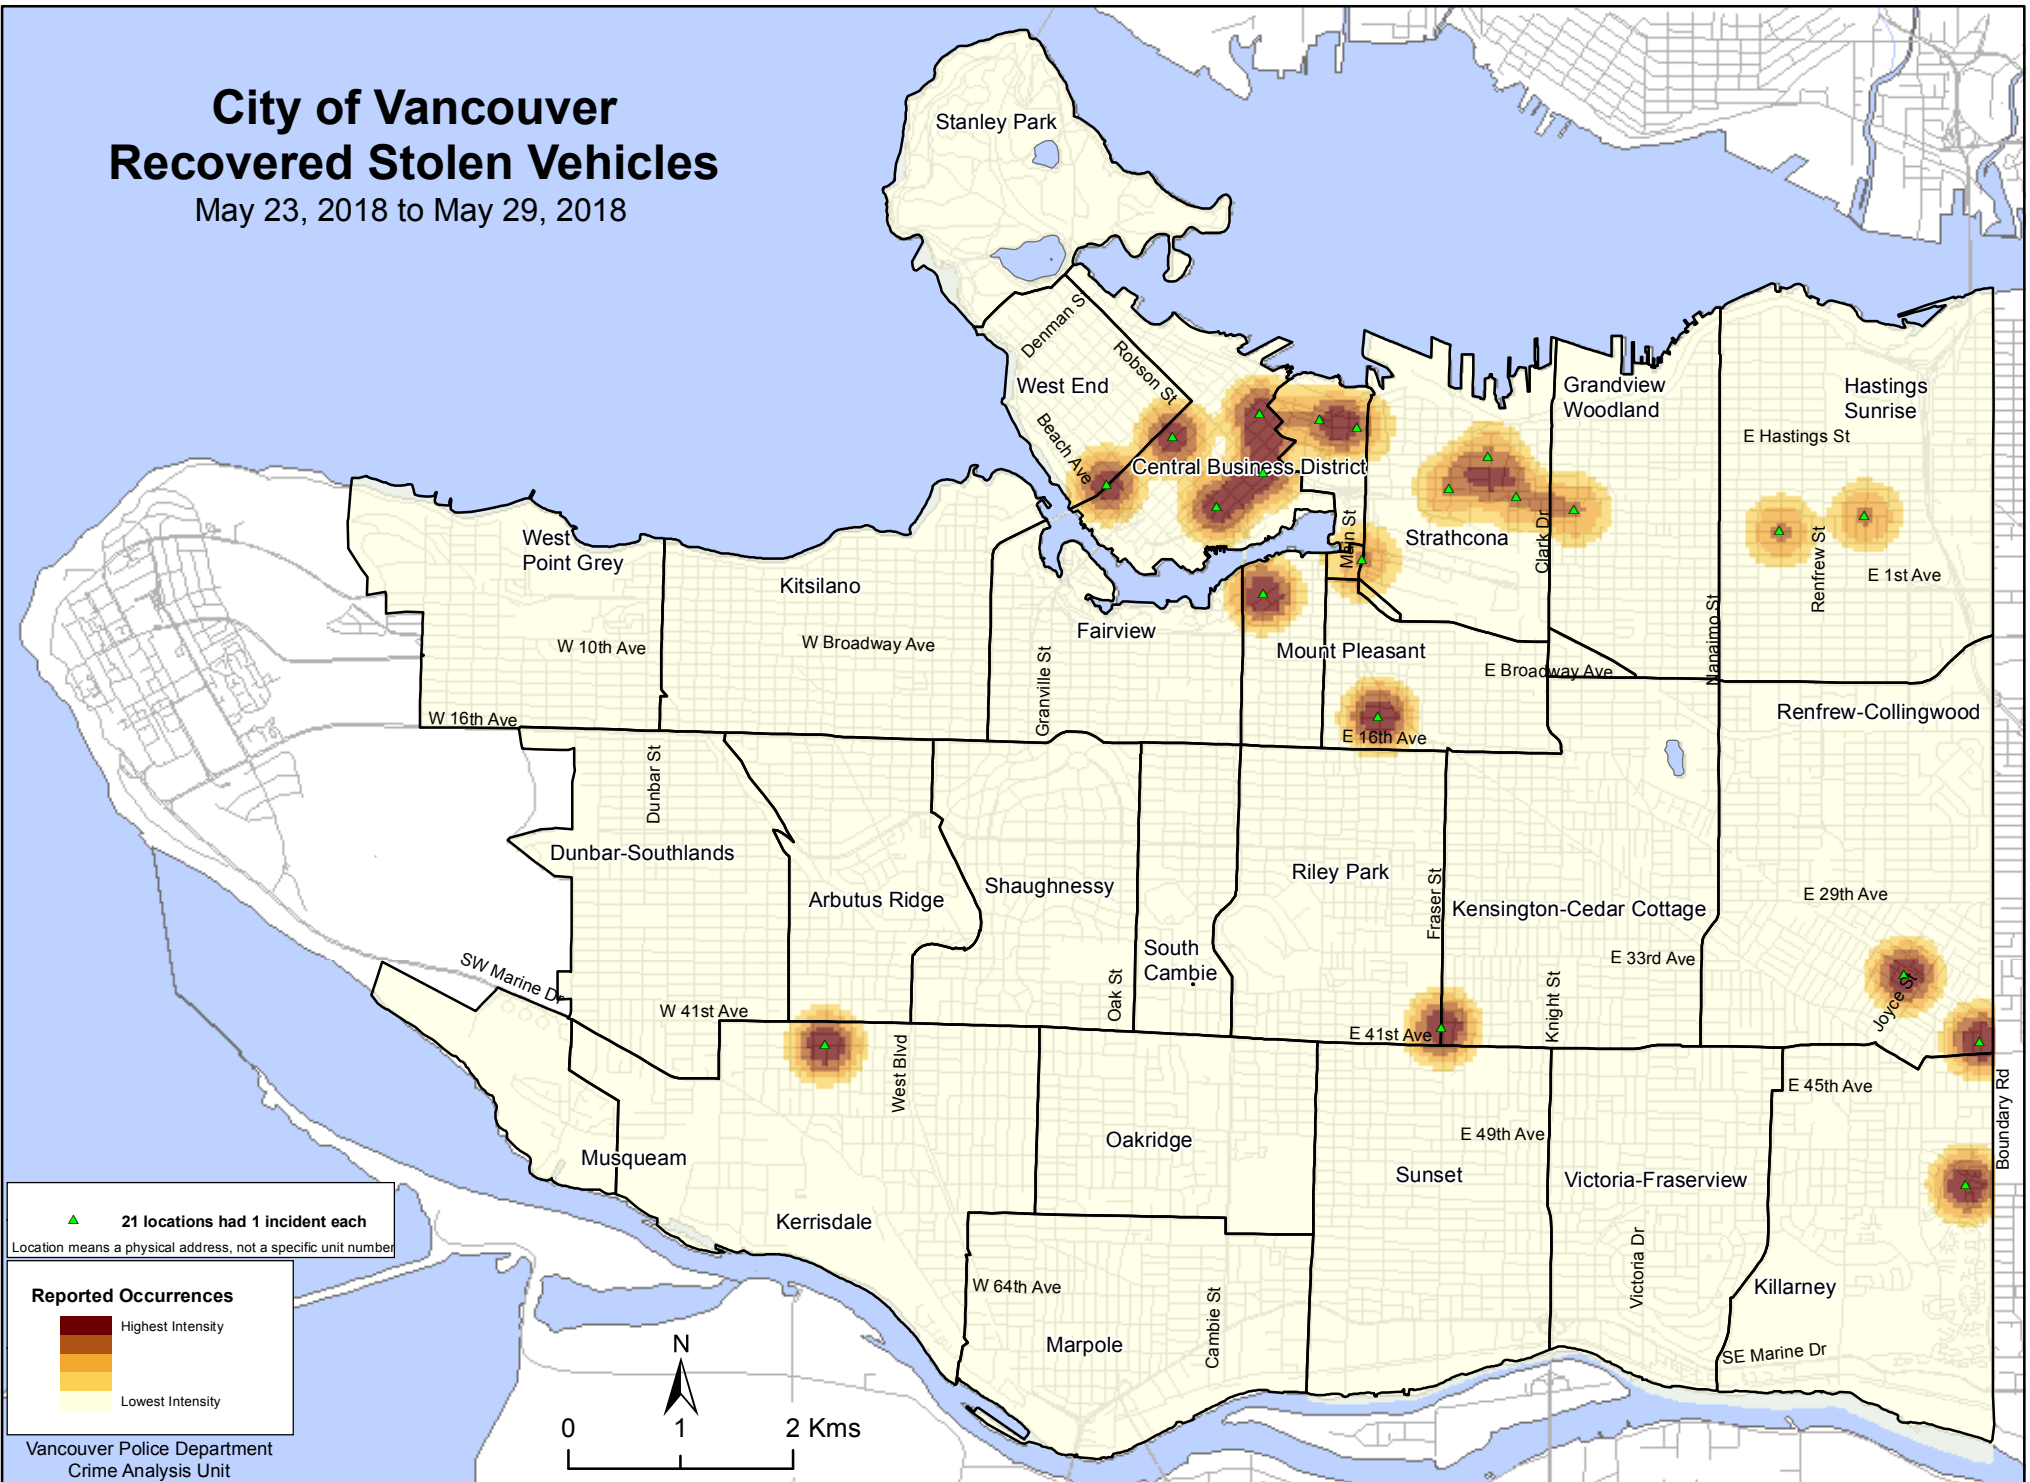 City of Vancouver
Recovered Stolen Vehicles
May 23, 2018 to May 29, 2018
Stanley Park
Denman S
Robson St
West End
Beach Ave
Central Business District
Grandview
Woodland
Hastings
Sunrise
E Hastings St
West
Point Grey
Kitsilano
Main St
Strathcona
Clark Dr
Renfrew St
E 1st Ave
Nanaimo St
Fairview
W 10th Ave
W Broadway Ave
Granville St
Mount Pleasant
E Broadway Ave
W 16th Ave
E 16th Ave
Renfrew-Collingwood
Dunbar St
Dunbar-Southlands
Arbutus Ridge
Shaughnessy
Riley Park
Fraser St
Kensington-Cedar Cottage
E 29th Ave
South
Cambie
E 33rd Ave
SW Marine Dr
W 41st Ave
Oak St
E 41st Ave
Knight St
Joyce St
West Blvd
E 45th Ave
Boundary Rd
Musqueam
Oakridge
E 49th Ave
Sunset
Victoria-Fraserview
Kerrisdale
Victoria Dr
W 64th Ave
Cambie St
Killarney
Marpole
SE Marine Dr
21 locations had 1 incident each
Location means a physical address, not a specific unit number
Reported Occurrences
Highest Intensity
Lowest Intensity
N
0 1 2 Kms
Vancouver Police Department
Crime Analysis Unit